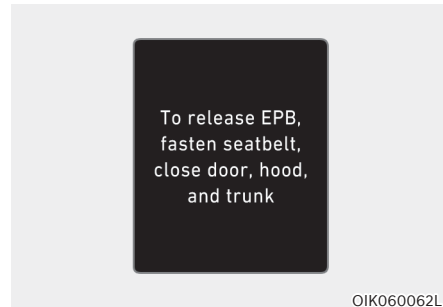 To release EPB,
fasten seatbelt,
close door, hood,
and trunk
OIK060062L